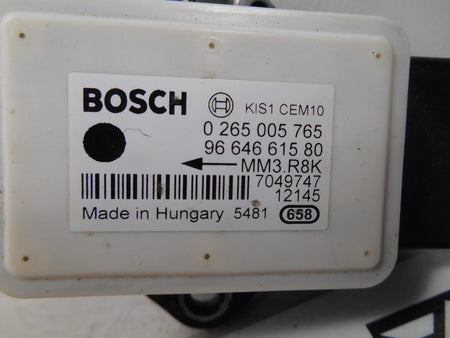 BOSCH KIS1 CEM10
0 265 005 765
96 646 615 80
MM3.R8K
7049747
12145
Made in Hungary 5481 658